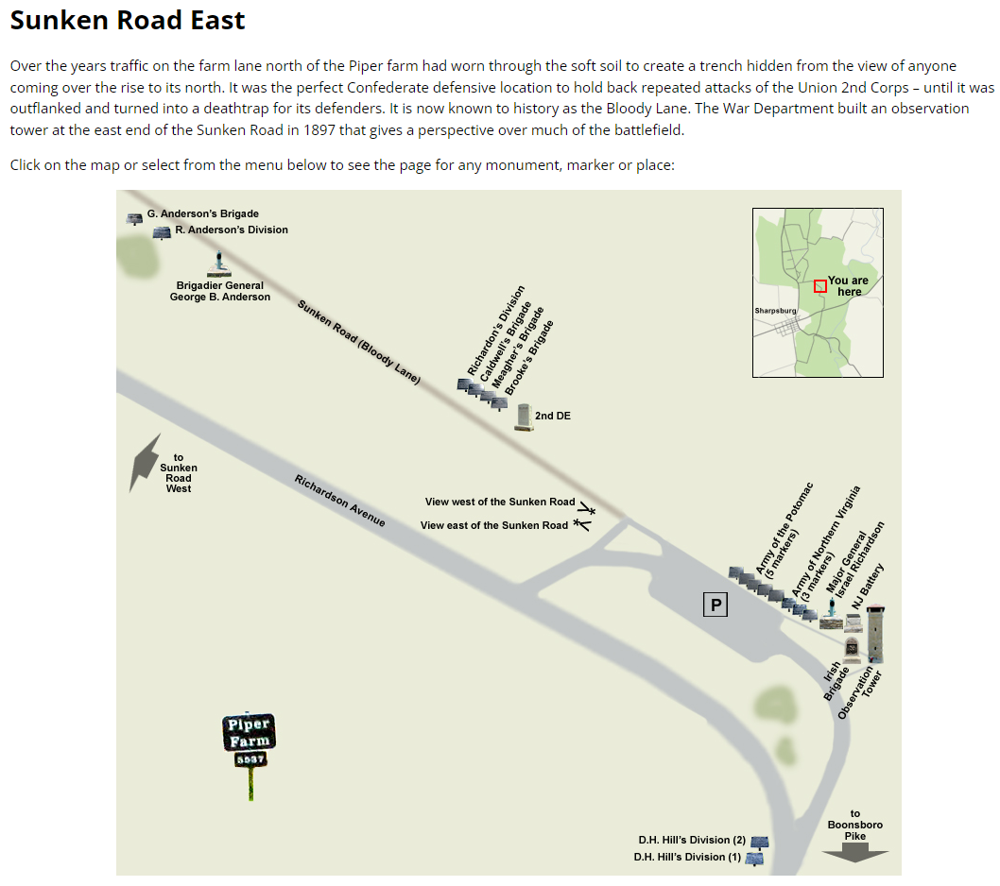 Sunken Road East
Over the years traffic on the farm lane north of the Piper farm had worn through the soft soil to create a trench hidden from the view of anyone
coming over the rise to its north. It was the perfect Confederate defensive location to hold back repeated attacks of the Union 2nd Corps – until it was
outflanked and turned into a deathtrap for its defenders. It is now known to history as the Bloody Lane. The War Department built an observation
tower at the east end of the Sunken Road in 1897 that gives a perspective over much of the battlefield.
Click on the map or select from the menu below to see the page for any monument, marker or place:
G. Anderson's Brigade
R. Anderson's Division
Brigadier General
George B. Anderson
Sunken Road (Bloody Lane)
Richardon's Division
Caldwell's Brigade
Meagher's Brigade
Brooke's Brigade
2nd DE
You are
here
Sharpsburg
to
Sunken
Road
West
Richardson Avenue
View west of the Sunken Road
View east of the Sunken Road
P
Army of the Potomac
(5 markers)
Army of Northern Virginia
(3 markers)
Major General
Israel Richardson
NJ Battery
Irish
Brigade
Observation
Tower
Piper
Farm
5537
D.H. Hill's Division (2)
D.H. Hill's Division (1)
to
Boonsboro
Pike